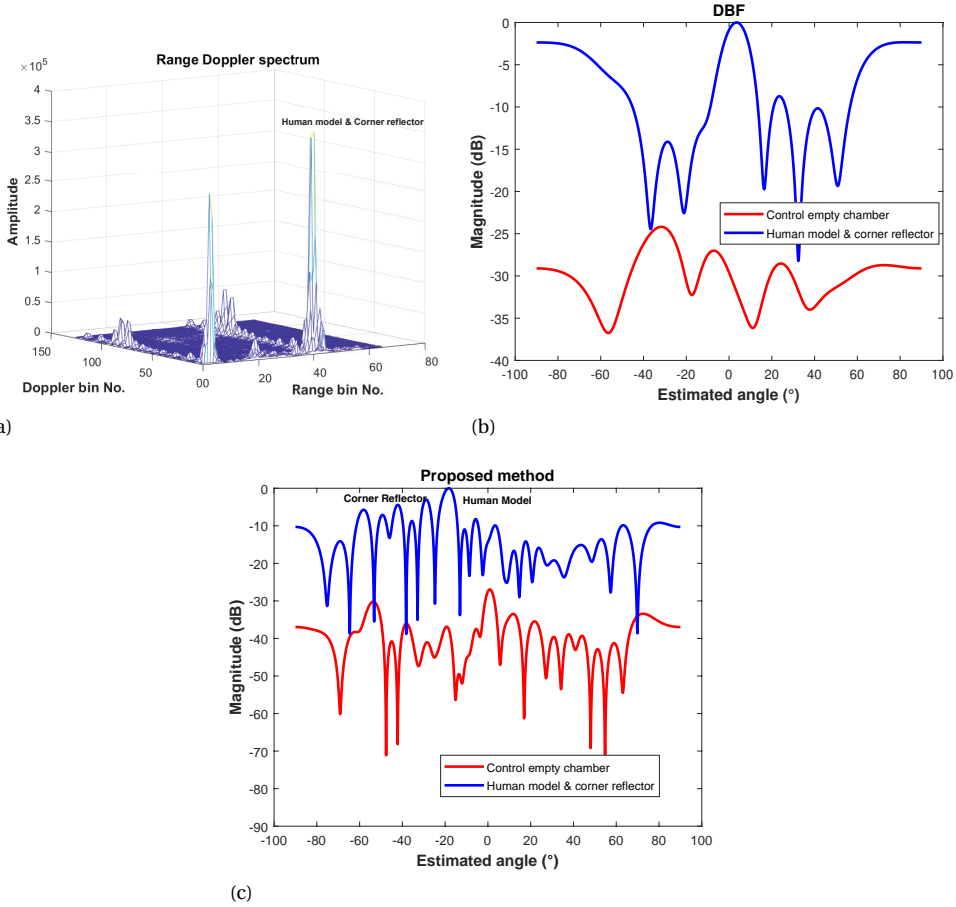 Range Doppler spectrum
×10⁵
Human model & Corner reflector
4
3.5
3
2.5
2
1.5
1
0.5
0
Amplitude
150
100
50
00
20
40
60
80
Doppler bin No.
Range bin No.
a)
DBF
0
-5
-10
-15
-20
-25
-30
-35
-40
Magnitude (dB)
Control empty chamber
Human model & corner reflector
-100 -80 -60 -40 -20 0 20 40 60 80 100
Estimated angle (°)
(b)
Proposed method
Corner Reflector
Human Model
0
-10
-20
-30
-40
-50
-60
-70
-80
-90
Magnitude (dB)
Control empty chamber
Human model & corner reflector
-100 -80 -60 -40 -20 0 20 40 60 80 100
Estimated angle (°)
(c)